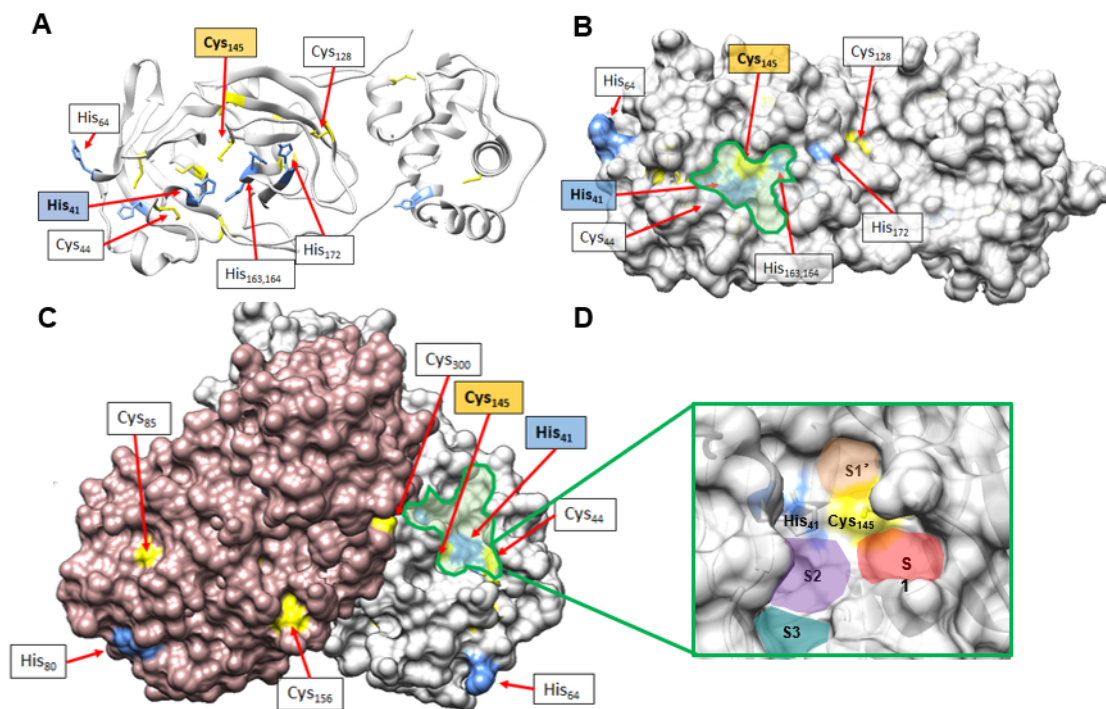 A
Cys145
Cys128
His64
His41
Cys44
His163,164
His172
B
Cys145
Cys128
His64
His41
Cys44
His163,164
His172
C
Cys300
Cys145
His41
Cys85
Cys44
His80
Cys156
His64
D
S1'
His41
Cys145
S2
S
1
S3